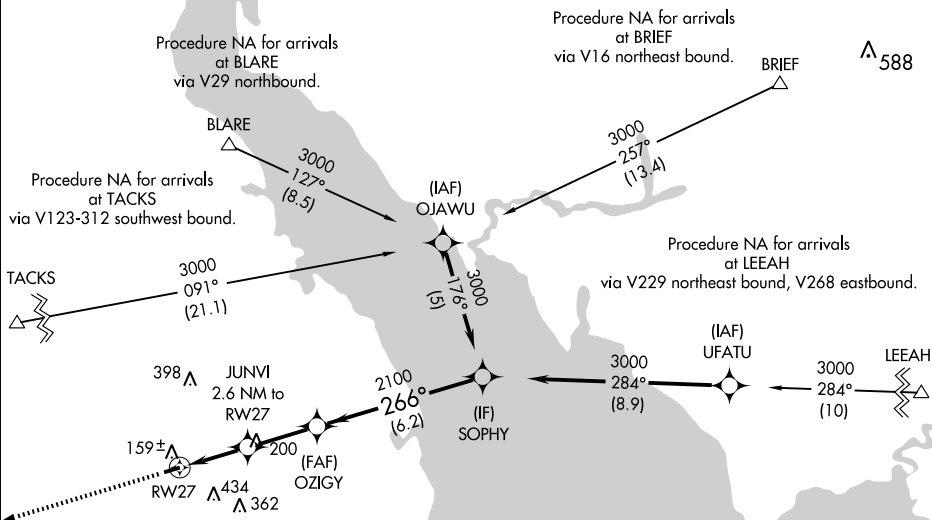 Procedure NA for arrivals
at BLARE
via V29 northbound.
Procedure NA for arrivals
at BRIEF
via V16 northeast bound.
588
BRIEF
BLARE
3000
127°
(8.5)
3000
257°
(13.4)
Procedure NA for arrivals
at TACKS
via V123-312 southwest bound.
(IAF)
OJAWU
Procedure NA for arrivals
at LEEAH
via V229 northeast bound, V268 eastbound.
TACKS
3000
091°
(21.1)
3000
176°
(5)
(IAF)
UFATU
LEEAH
3000
284°
(8.9)
3000
284°
(10)
398
JUNVI
2.6 NM to
RW27
2100
266°
(6.2)
(IF)
SOPHY
159±
200
(FAF)
OZIGY
RW27
434
362